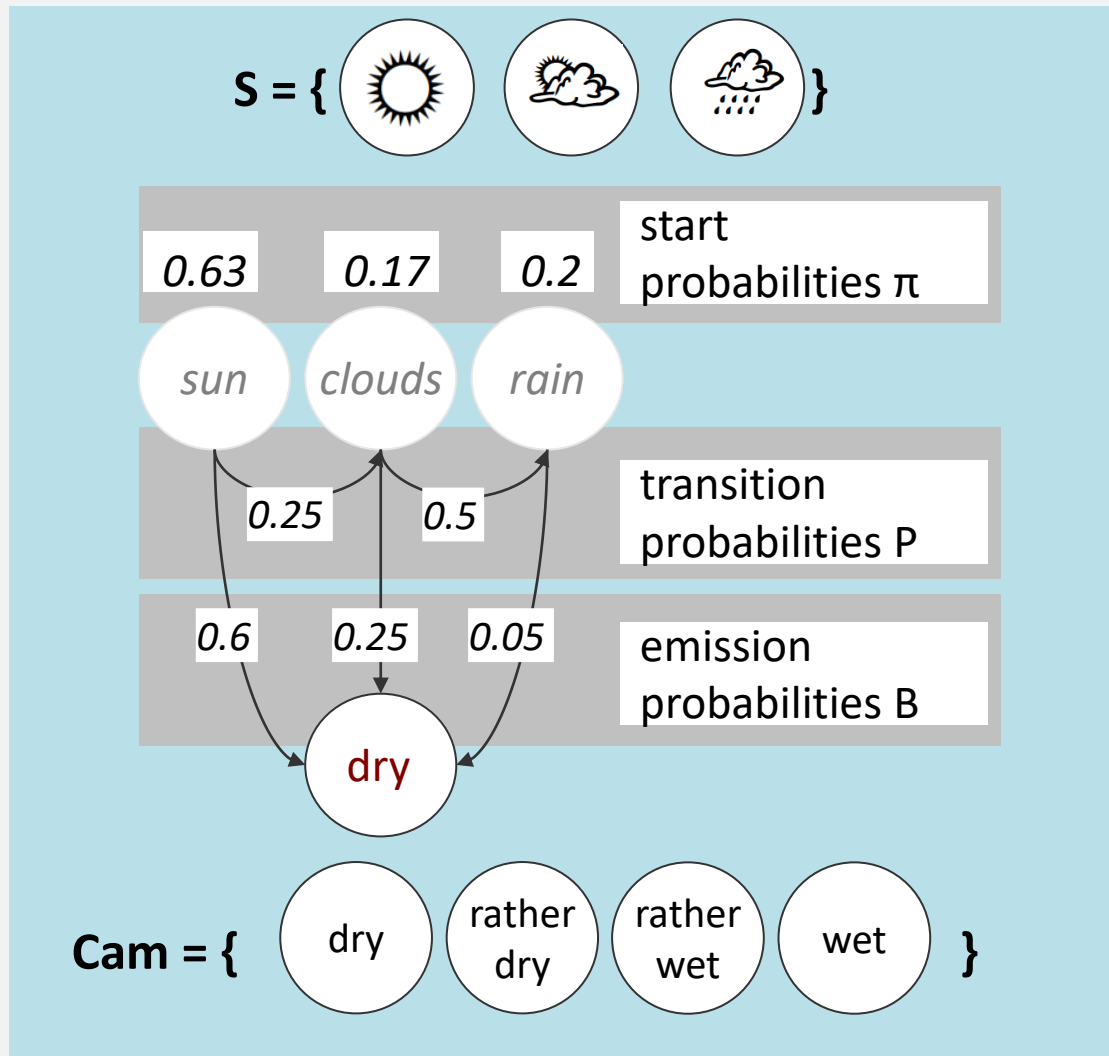 S = { }
start
probabilities π
0.63 0.17 0.2
sun clouds rain
transition
probabilities P
0.25 0.5
emission
probabilities B
0.6 0.25 0.05
dry
Cam = { dry rather dry rather wet wet }